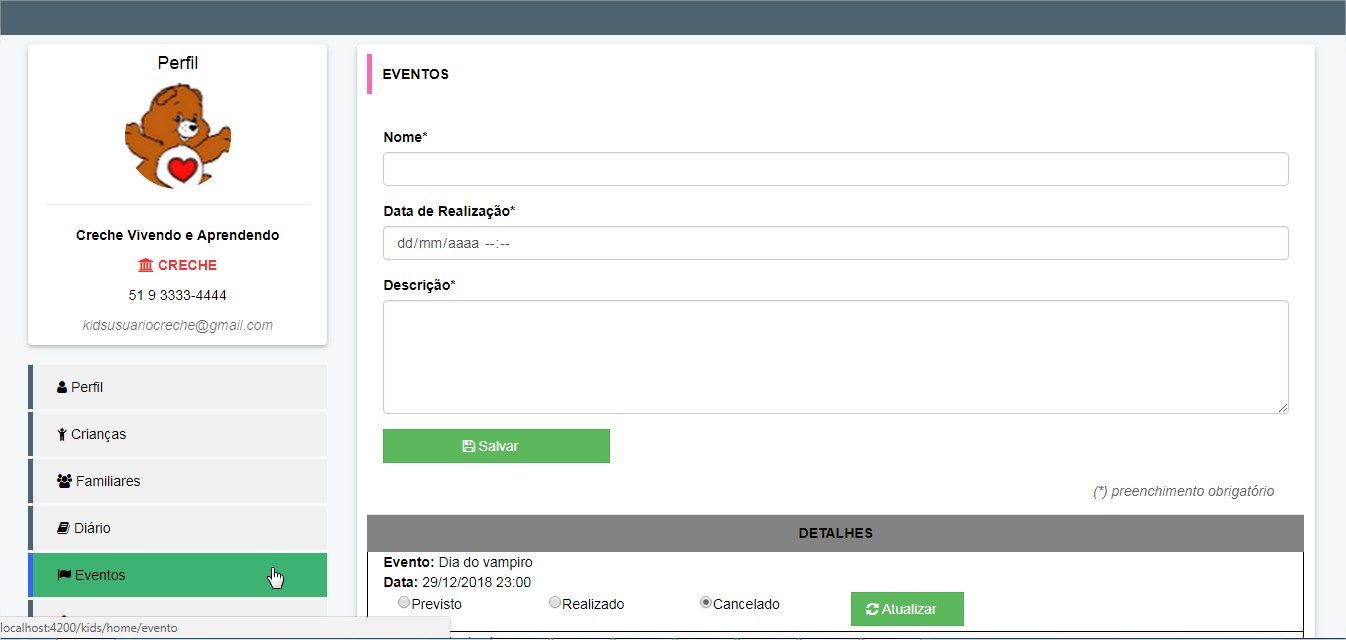 Perfil
Creche Vivendo e Aprendendo
CRECHE
51 9 3333-4444
kidsusuariocreche@gmail.com
Perfil
Crianças
Familiares
Diário
Eventos
localhost:4200/kids/home/evento
EVENTOS
Nome*
Data de Realização*
dd/mm/aaaa --:--
Descrição*
Salvar
(*) preenchimento obrigatório
DETALHES
Evento: Dia do vampiro
Data: 29/12/2018 23:00
Previsto Realizado Cancelado Atualizar